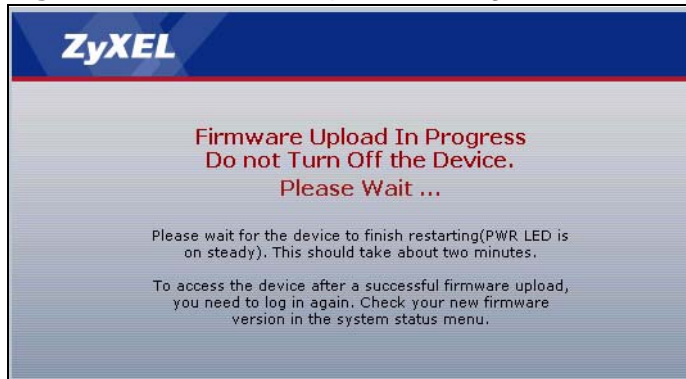 ZyXEL
Firmware Upload In Progress
Do not Turn Off the Device.
Please Wait ...
Please wait for the device to finish restarting(PWR LED is
on steady). This should take about two minutes.
To access the device after a successful firmware upload,
you need to log in again. Check your new firmware
version in the system status menu.